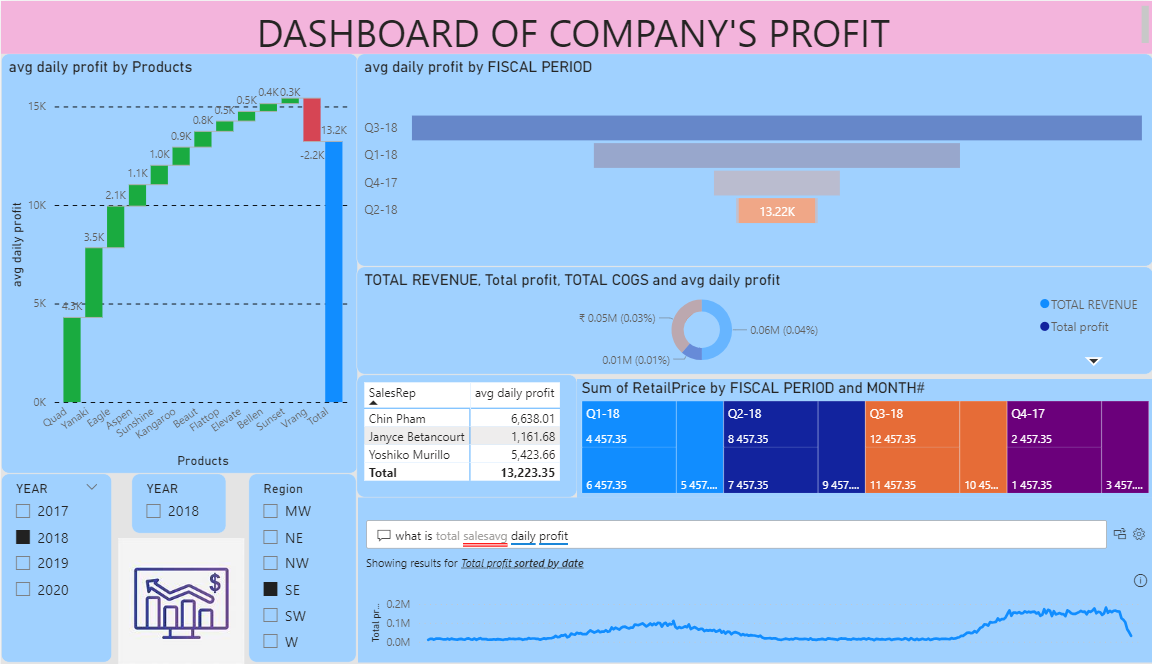 DASHBOARD OF COMPANY'S PROFIT
avg daily profit by Products
avg daily profit
15K
10K
5K
0K
4.3K
3.5K
2.1K
1.1K
1.0K
0.9K
0.8K
0.5K
0.5K
0.4K
0.3K
-2.2K
13.2K
Quad
Yanaki
Eagle
Aspen
Sunshine
Kangaroo
Beaut
Flattop
Elevate
Bellen
Sunset
Vrang
Total
Products
avg daily profit by FISCAL PERIOD
Q3-18
Q1-18
Q4-17
Q2-18
13.22K
TOTAL REVENUE, Total profit, TOTAL COGS and avg daily profit
₹ 0.05M (0.03%)
0.06M (0.04%)
0.01M (0.01%)
TOTAL REVENUE
Total profit
SalesRep avg daily profit
Chin Pham 6,638.01
Janyce Betancourt 1,161.68
Yoshiko Murillo 5,423.66
Total 13,223.35
Sum of RetailPrice by FISCAL PERIOD and MONTH#
Q1-18 Q2-18 Q3-18 Q4-17
4 457.35 8 457.35 12 457.35 2 457.35
6 457.35 5 457.... 7 457.35 9 457.... 11 457.35 10 45... 1 457.35 3 457....
YEAR
2017
2018
2019
2020
YEAR
2018
$
Region
MW
NE
NW
SE
SW
W
what is total salesavg daily profit
Showing results for Total profit sorted by date
Total pr...
0.2M
0.1M
0.0M